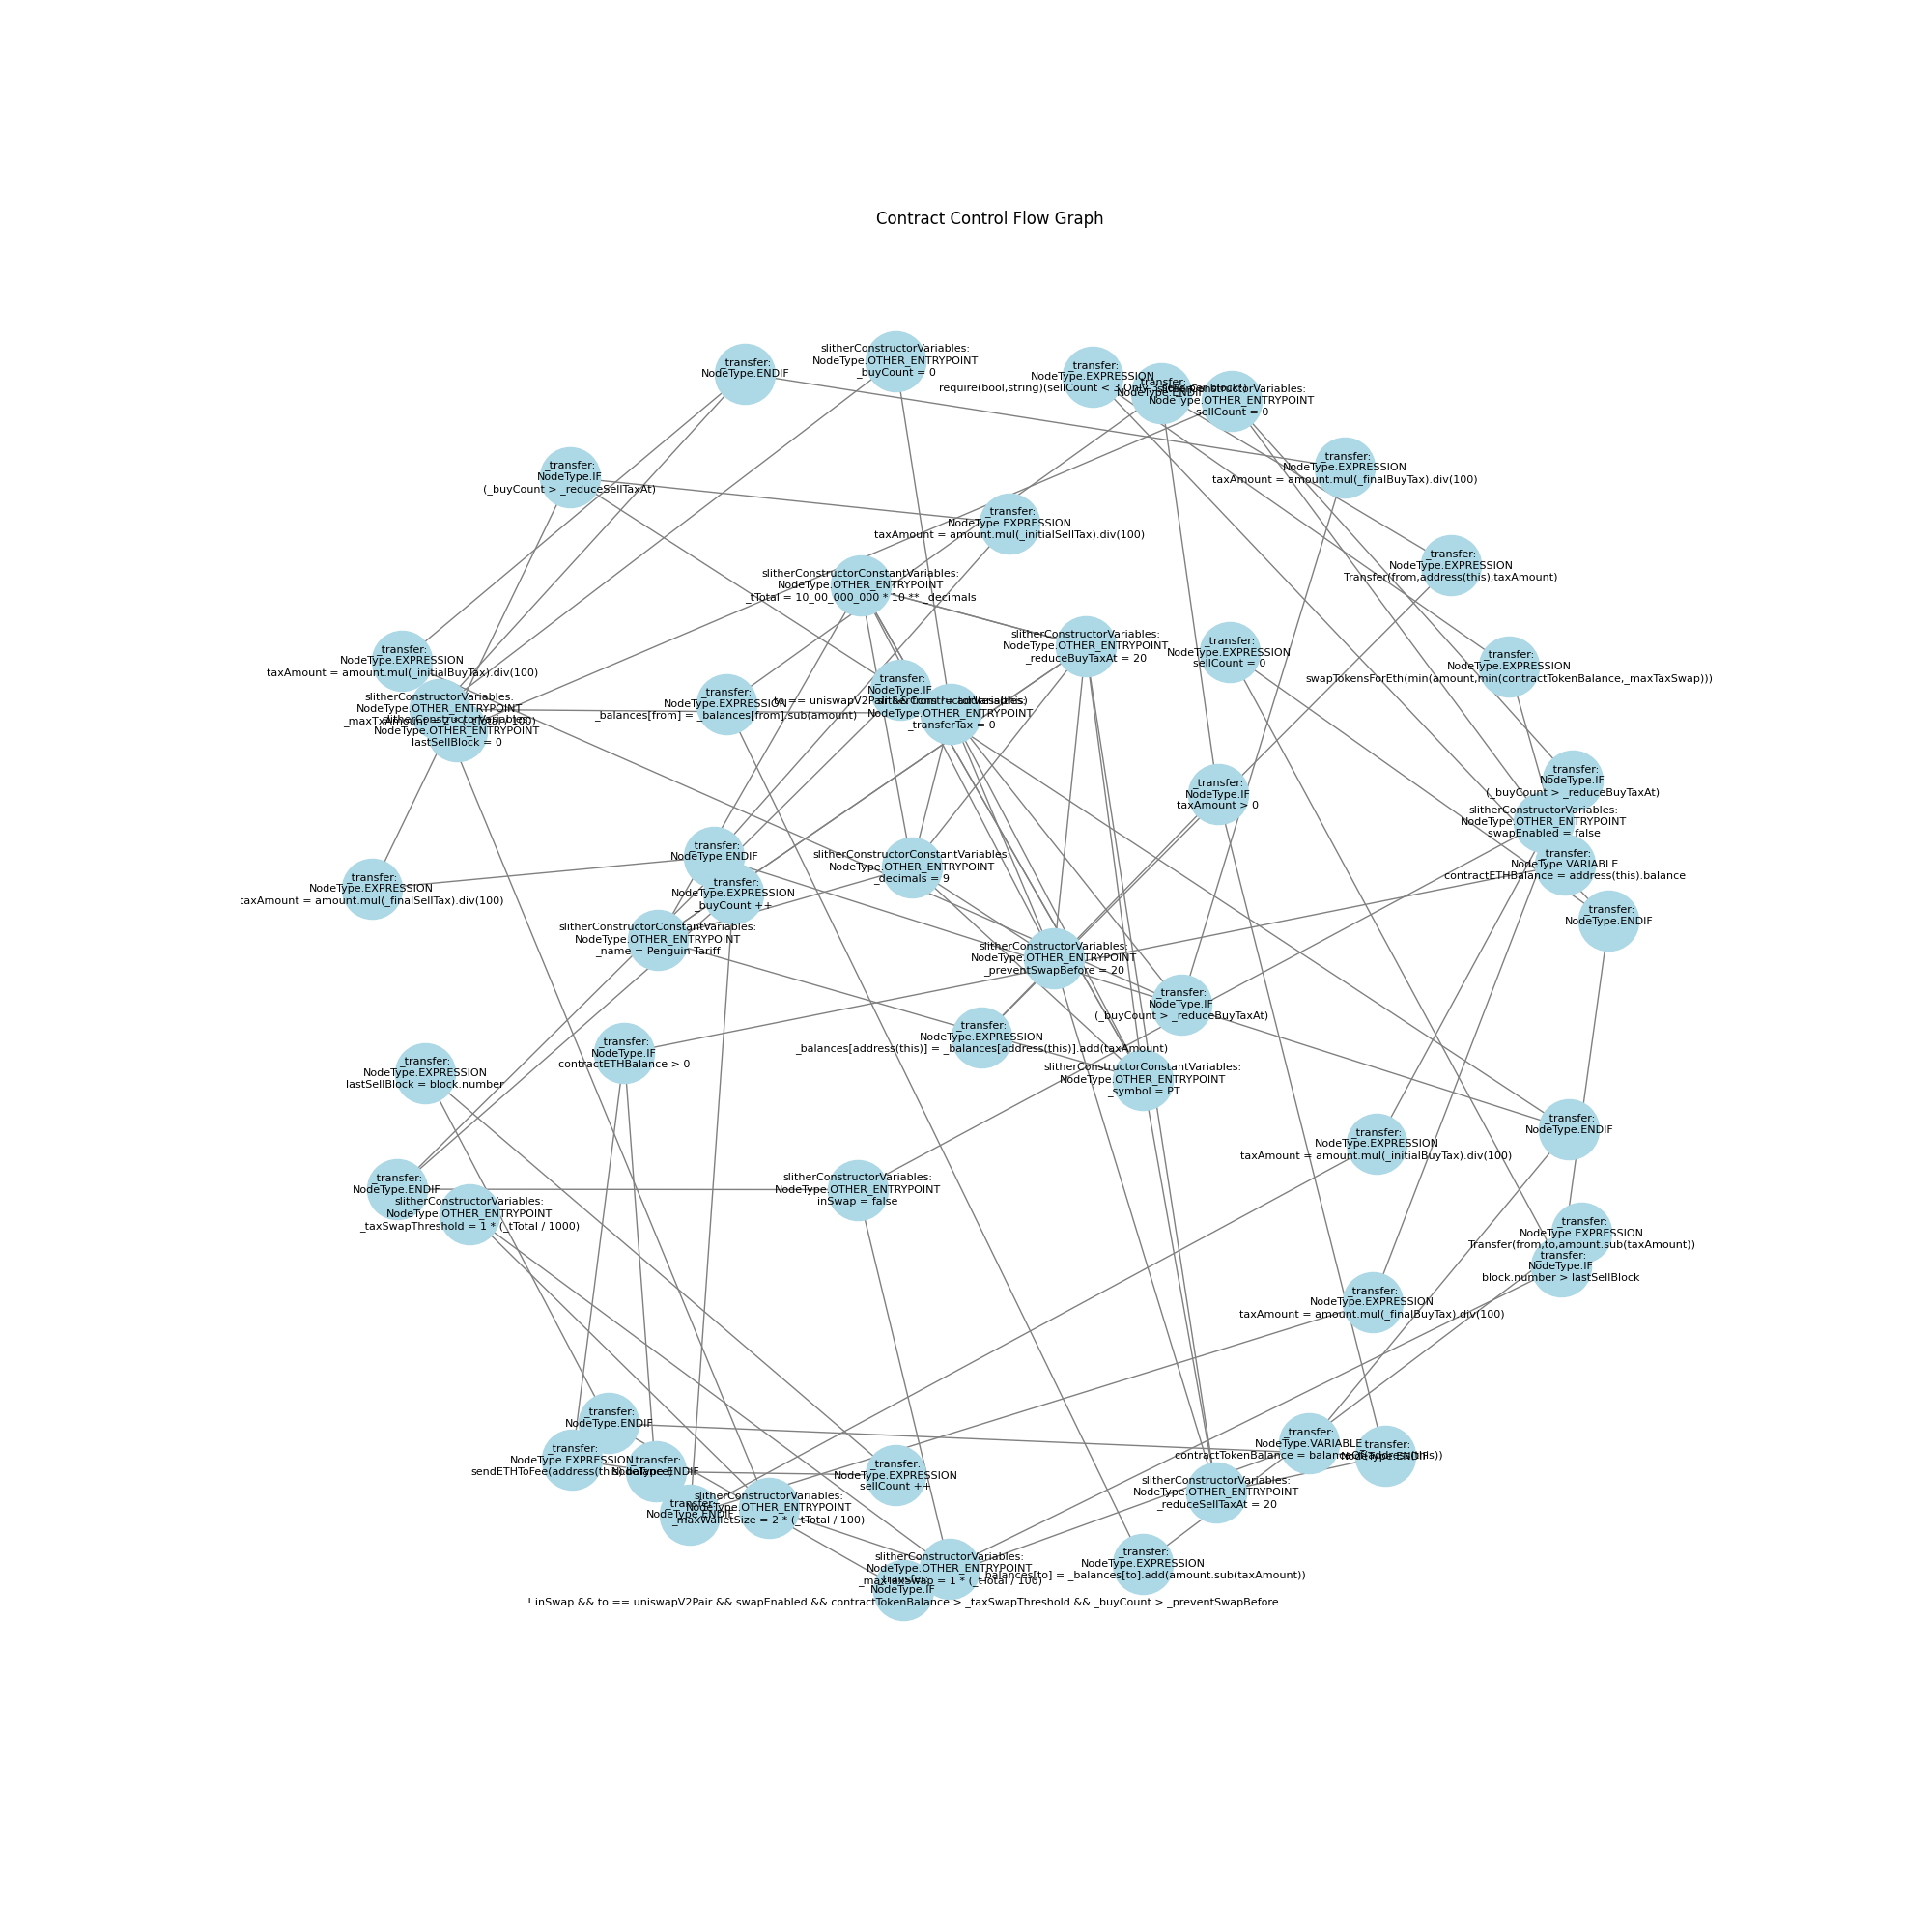 Contract Control Flow Graph
_transfer:
NodeType.ENDIF
slitherConstructorVariables:
NodeType.OTHER_ENTRYPOINT
_buyCount = 0
_transfer:
NodeType.EXPRESSION
require(bool,string)(sellCount < 3,Only
_transfer:
NodeType.ENDIF
slitherConstructorVariables:
NodeType.OTHER_ENTRYPOINT
sellCount = 0
_transfer:
NodeType.EXPRESSION
taxAmount = amount.mul(_finalBuyTax).div(100)
_transfer:
NodeType.IF
(_buyCount > _reduceSellTaxAt)
_transfer:
NodeType.EXPRESSION
taxAmount = amount.mul(_initialSellTax).div(100)
_transfer:
NodeType.EXPRESSION
Transfer(from,address(this),taxAmount)
slitherConstructorConstantVariables:
NodeType.OTHER_ENTRYPOINT
_tTotal = 10_00_000_000 * 10 ** _decimals
slitherConstructorVariables:
NodeType.OTHER_ENTRYPOINT
_reduceBuyTaxAt = 20
_transfer:
NodeType.EXPRESSION
sellCount = 0
_transfer:
NodeType.EXPRESSION
swapTokensForEth(min(amount,min(contractTokenBalance,_maxTaxSwap)))
_transfer:
NodeType.EXPRESSION
taxAmount = amount.mul(_initialBuyTax).div(100)
slitherConstructorVariables:
NodeType.OTHER_ENTRYPOINT
_maxTxAmount = 2 * (_tTotal / 100)
slitherConstructorVariables:
NodeType.OTHER_ENTRYPOINT
lastSellBlock = 0
_transfer:
NodeType.EXPRESSION
_balances[from] = _balances[from].sub(amount)
_transfer:
NodeType.IF
to == uniswapV2Pair && from != address(this)
slitherConstructorVariables:
NodeType.OTHER_ENTRYPOINT
_transferTax = 0
_transfer:
NodeType.IF
taxAmount > 0
_transfer:
NodeType.IF
(_buyCount > _reduceBuyTaxAt)
slitherConstructorVariables:
NodeType.OTHER_ENTRYPOINT
swapEnabled = false
_transfer:
NodeType.VARIABLE
contractETHBalance = address(this).balance
_transfer:
NodeType.ENDIF
_transfer:
NodeType.ENDIF
slitherConstructorConstantVariables:
NodeType.OTHER_ENTRYPOINT
_decimals = 9
_transfer:
NodeType.EXPRESSION
taxAmount = amount.mul(_finalSellTax).div(100)
_transfer:
NodeType.EXPRESSION
_buyCount ++
slitherConstructorConstantVariables:
NodeType.OTHER_ENTRYPOINT
_name = Penguin Tariff
slitherConstructorVariables:
NodeType.OTHER_ENTRYPOINT
_preventSwapBefore = 20
_transfer:
NodeType.IF
(_buyCount > _reduceBuyTaxAt)
_transfer:
NodeType.EXPRESSION
_balances[address(this)] = _balances[address(this)].add(taxAmount)
_transfer:
NodeType.IF
contractETHBalance > 0
_transfer:
NodeType.EXPRESSION
lastSellBlock = block.number
slitherConstructorConstantVariables:
NodeType.OTHER_ENTRYPOINT
_symbol = PT
_transfer:
NodeType.ENDIF
_transfer:
NodeType.EXPRESSION
taxAmount = amount.mul(_initialBuyTax).div(100)
_transfer:
NodeType.ENDIF
slitherConstructorVariables:
NodeType.OTHER_ENTRYPOINT
_taxSwapThreshold = 1 * (_tTotal / 1000)
slitherConstructorVariables:
NodeType.OTHER_ENTRYPOINT
inSwap = false
_transfer:
NodeType.EXPRESSION
Transfer(from,to,amount.sub(taxAmount))
_transfer:
NodeType.IF
block.number > lastSellBlock
_transfer:
NodeType.EXPRESSION
taxAmount = amount.mul(_finalBuyTax).div(100)
_transfer:
NodeType.ENDIF
_transfer:
NodeType.EXPRESSION
sendETHToFee(address(this).balance)
_transfer:
NodeType.ENDIF
_transfer:
NodeType.EXPRESSION
sellCount ++
_transfer:
NodeType.VARIABLE
contractTokenBalance = balanceOf(address(this))
_transfer:
NodeType.ENDIF
slitherConstructorVariables:
NodeType.OTHER_ENTRYPOINT
_reduceSellTaxAt = 20
_transfer:
NodeType.ENDIF
slitherConstructorVariables:
NodeType.OTHER_ENTRYPOINT
_maxWalletSize = 2 * (_tTotal / 100)
_transfer:
NodeType.EXPRESSION
_balances[to] = _balances[to].add(amount.sub(taxAmount))
slitherConstructorVariables:
NodeType.OTHER_ENTRYPOINT
_maxTaxSwap = 1 * (_tTotal / 100)
_transfer:
NodeType.IF
! inSwap && to == uniswapV2Pair && swapEnabled && contractTokenBalance > _taxSwapThreshold && _buyCount > _preventSwapBefore